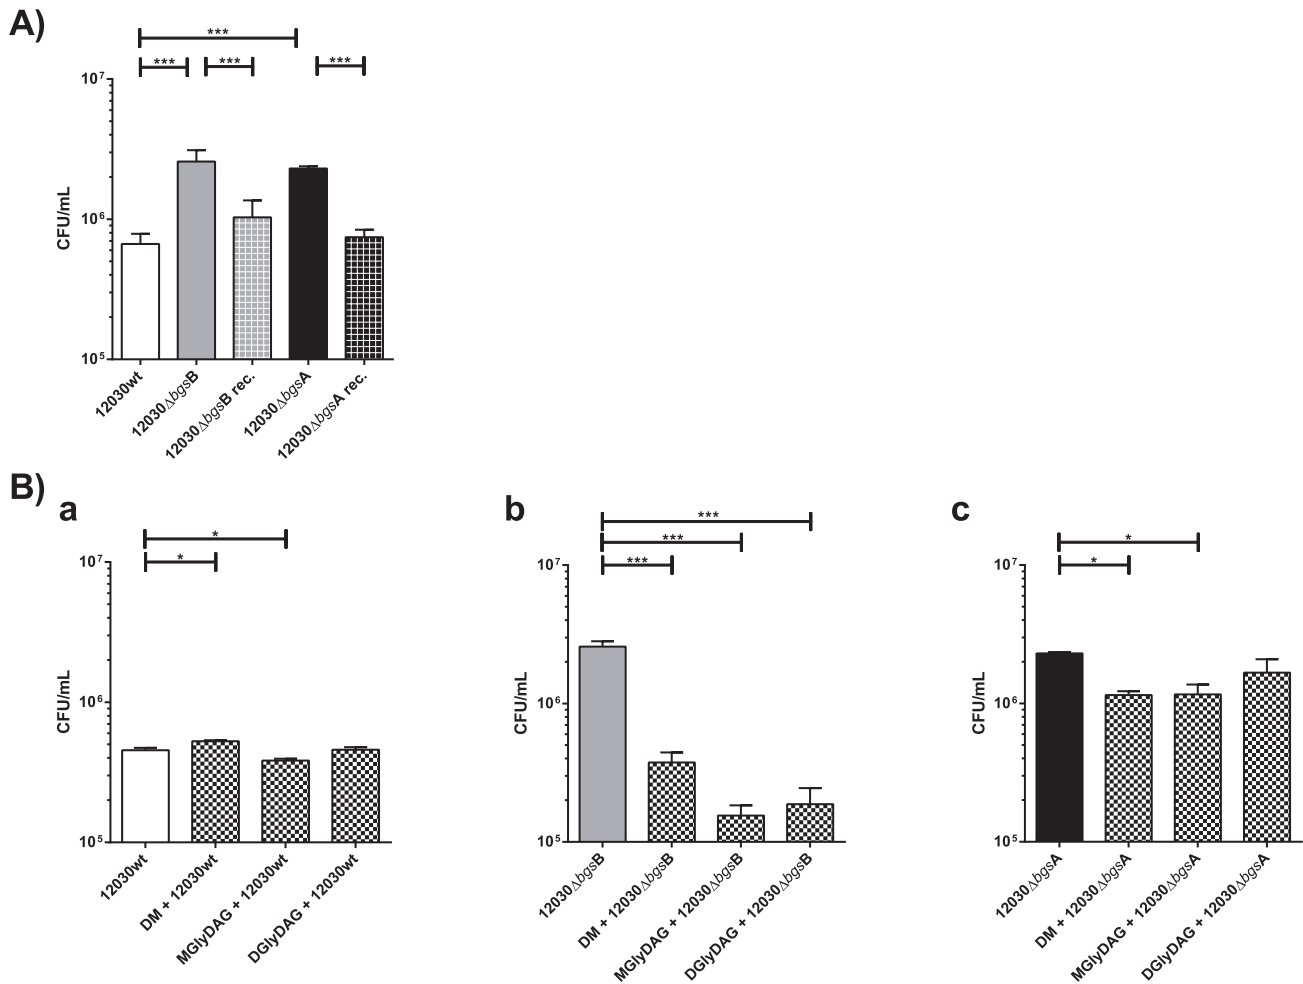 A)
***
*** *** ***
10⁷
10⁶
10⁵
CFU/mL
12030wt
12030ΔbgsB
12030ΔbgsB rec.
12030ΔbgsA
12030ΔbgsA rec.
B)
a
*
*
10⁷
10⁶
10⁵
CFU/mL
12030wt
DM + 12030wt
MGlyDAG + 12030wt
DGlyDAG + 12030wt
b
***
***
***
10⁷
10⁶
10⁵
CFU/mL
12030ΔbgsB
DM + 12030ΔbgsB
MGlyDAG + 12030ΔbgsB
DGlyDAG + 12030ΔbgsB
c
*
*
10⁷
10⁶
10⁵
CFU/mL
12030ΔbgsA
DM + 12030ΔbgsA
MGlyDAG + 12030ΔbgsA
DGlyDAG + 12030ΔbgsA